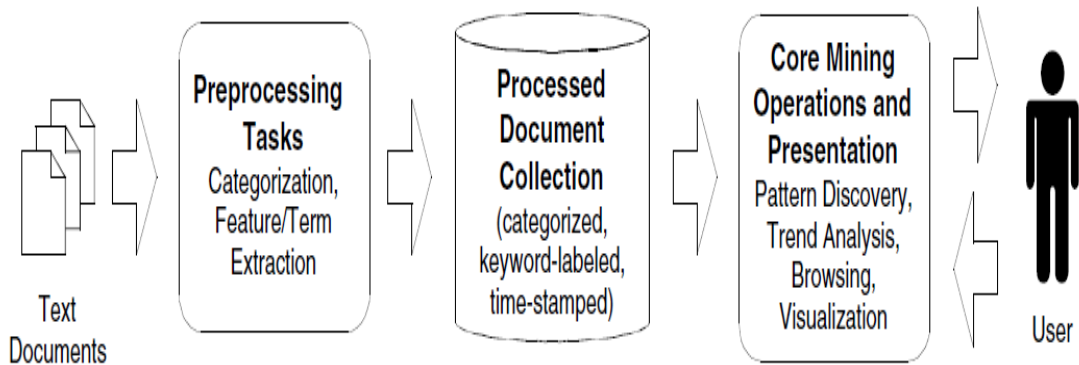 Text
Documents
Preprocessing
Tasks
Categorization,
Feature/Term
Extraction
Processed
Document
Collection
(categorized,
keyword-labeled,
time-stamped)
Core Mining
Operations and
Presentation
Pattern Discovery,
Trend Analysis,
Browsing,
Visualization
User